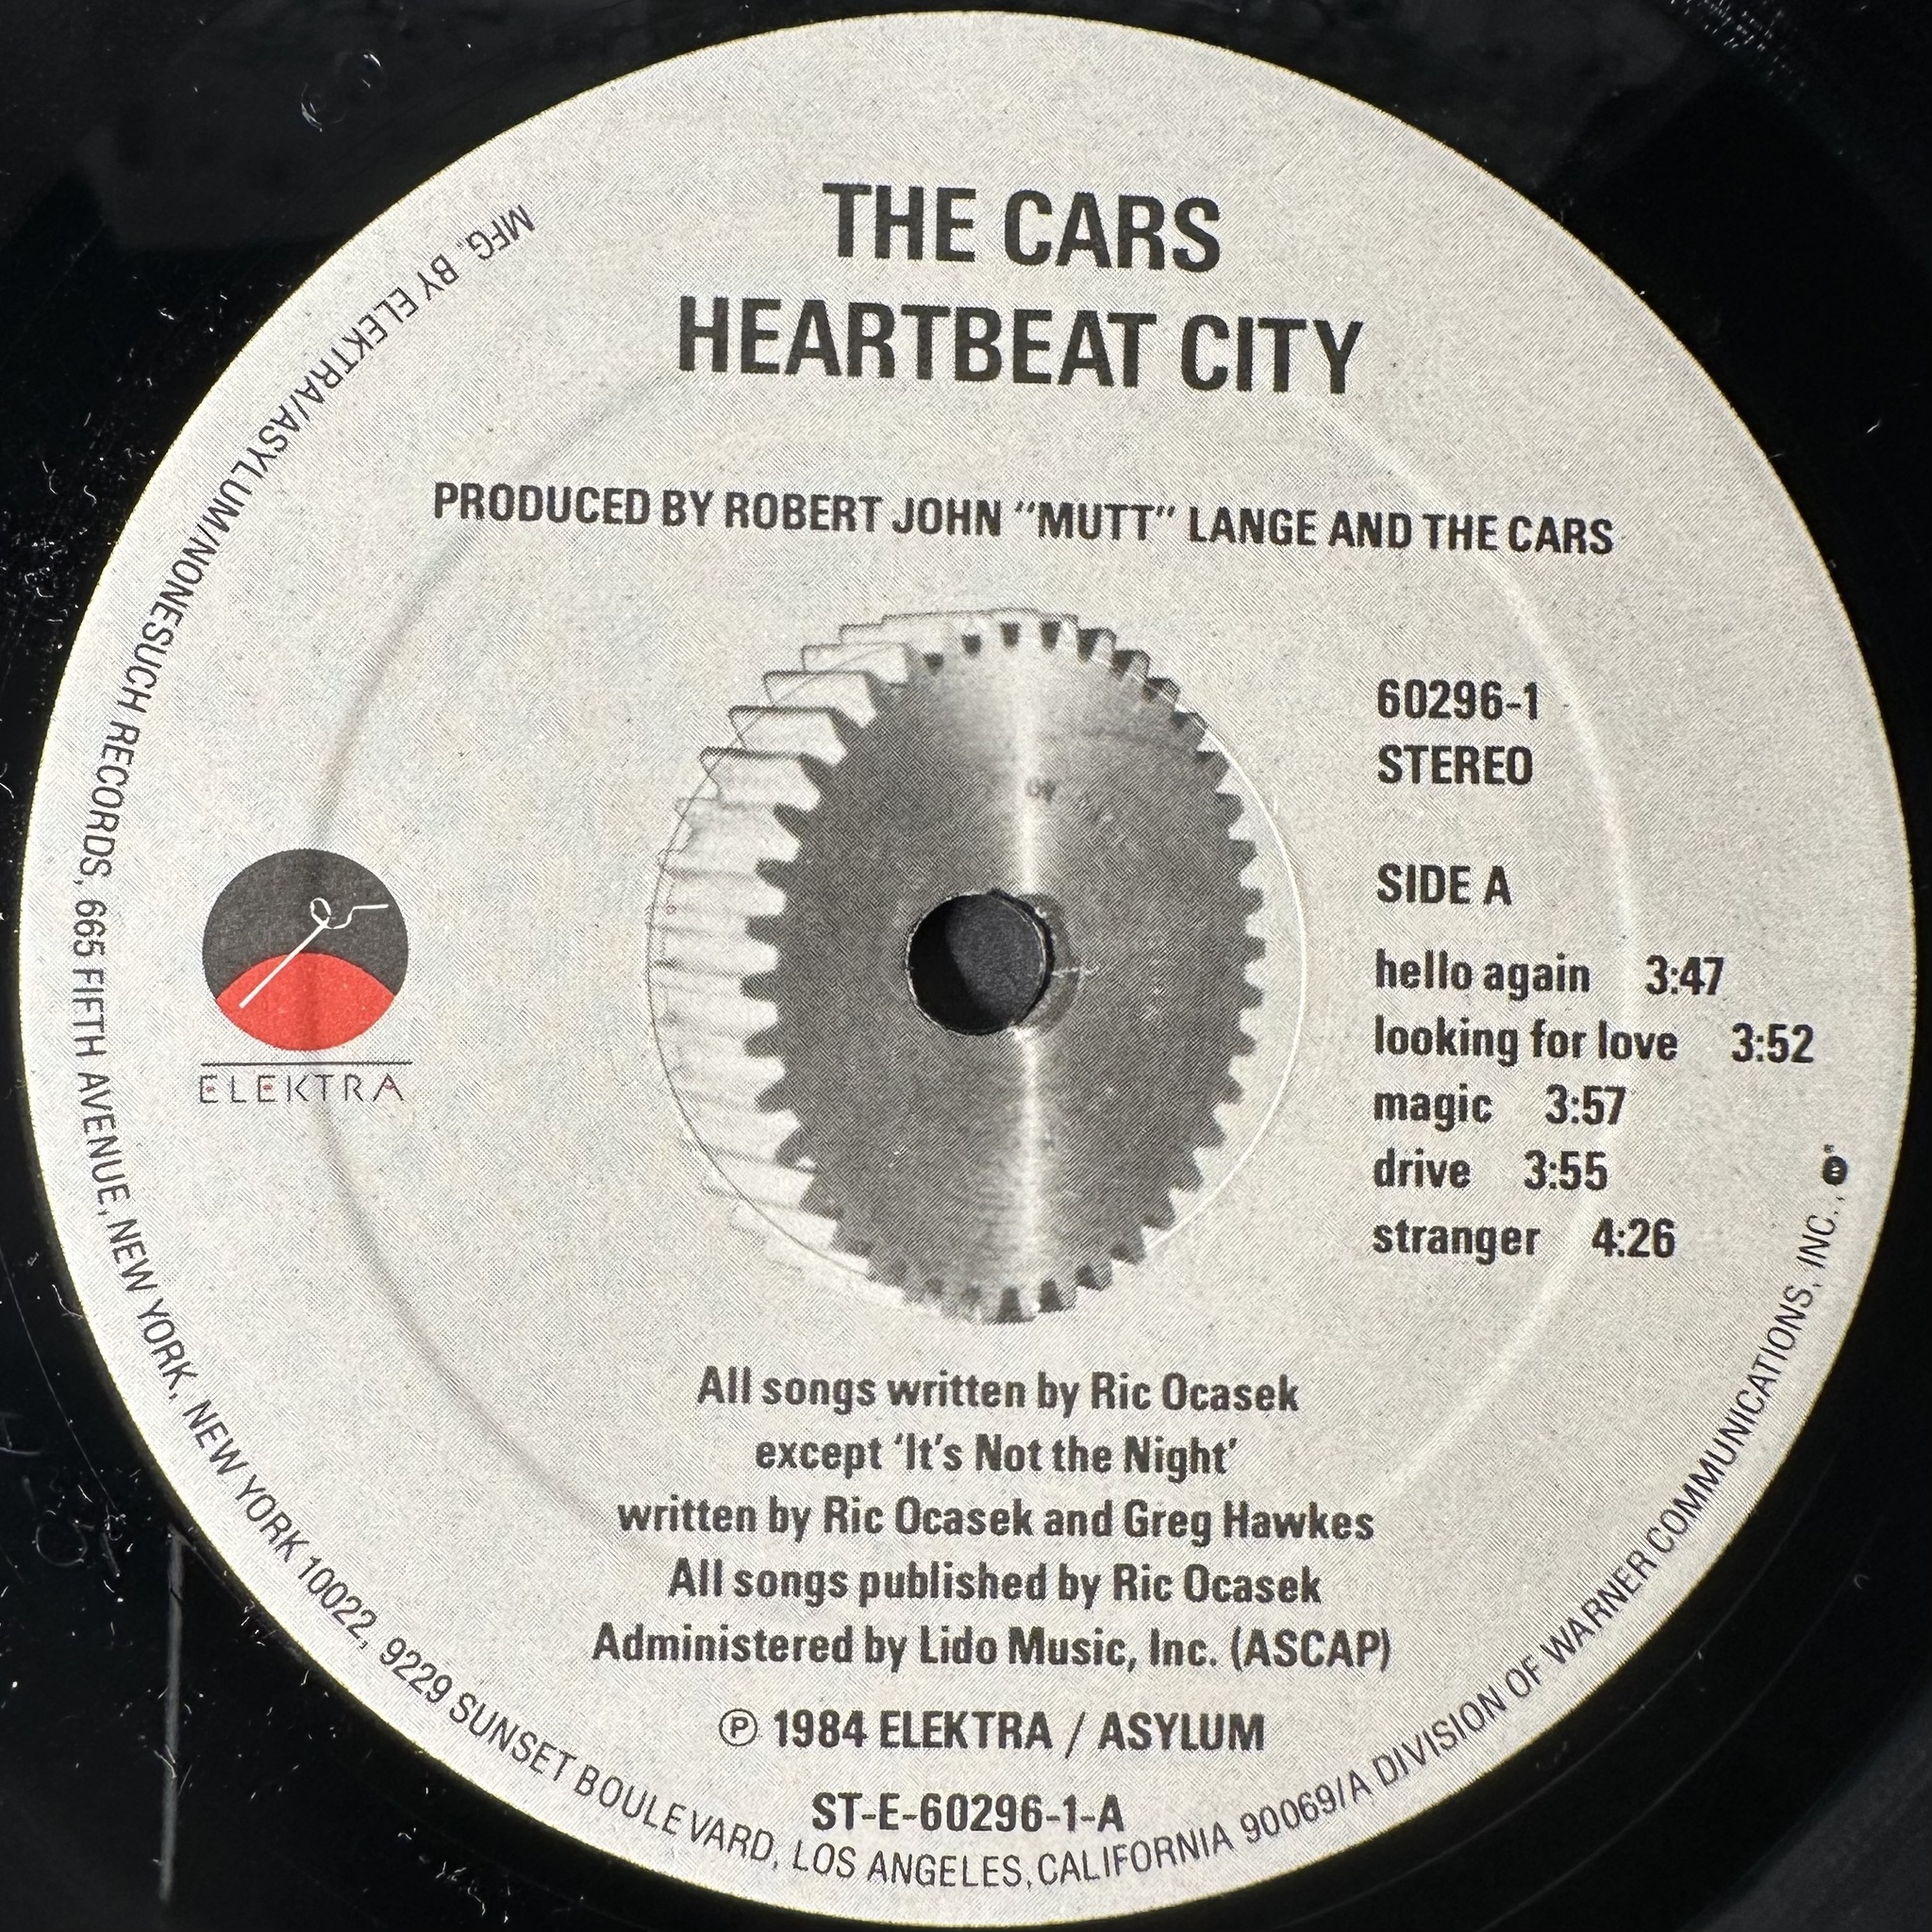 THE CARS
HEARTBEAT CITY
PRODUCED BY ROBERT JOHN "MUTT" LANGE AND THE CARS
60296-1
STEREO
SIDE A
hello again 3:47
looking for love 3:52
magic 3:57
drive 3:55
stranger 4:26
ELEKTRA
All songs written by Ric Ocasek
except 'It's Not the Night'
written by Ric Ocasek and Greg Hawkes
All songs published by Ric Ocasek
Administered by Lido Music, Inc. (ASCAP)
℗ 1984 ELEKTRA / ASYLUM
ST-E-60296-1-A
MFG. BY ELEKTRA/ASYLUM/NONESUCH RECORDS, 665 FIFTH AVENUE, NEW YORK, NEW YORK 10022, 9229 SUNSET BOULEVARD, LOS ANGELES, CALIFORNIA 90069/A DIVISION OF WARNER COMMUNICATIONS, INC.,